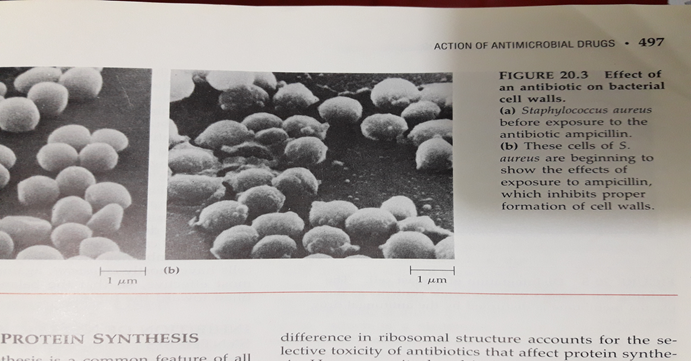 ACTION OF ANTIMICROBIAL DRUGS • 497
FIGURE 20.3 Effect of
an antibiotic on bacterial
cell walls.
(a) Staphylococcus aureus
before exposure to the
antibiotic ampicillin.
(b) These cells of S.
aureus are beginning to
show the effects of
exposure to ampicillin,
which inhibits proper
formation of cell walls.
1 μm
(b)
1 μm
PROTEIN SYNTHESIS
thesis is a common feature of all
difference in ribosomal structure accounts for the se-
lective toxicity of antibiotics that affect protein synthe-